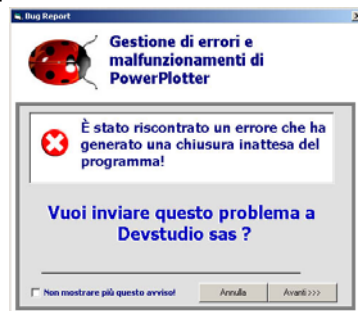 Bug Report
Gestione di errori e
malfunzionamenti di
PowerPlotter
È stato riscontrato un errore che ha
generato una chiusura inattesa del
programma!
Vuoi inviare questo problema a
Devstudio sas ?
Non mostrare più questo avviso!
Annulla
Avanti >>>